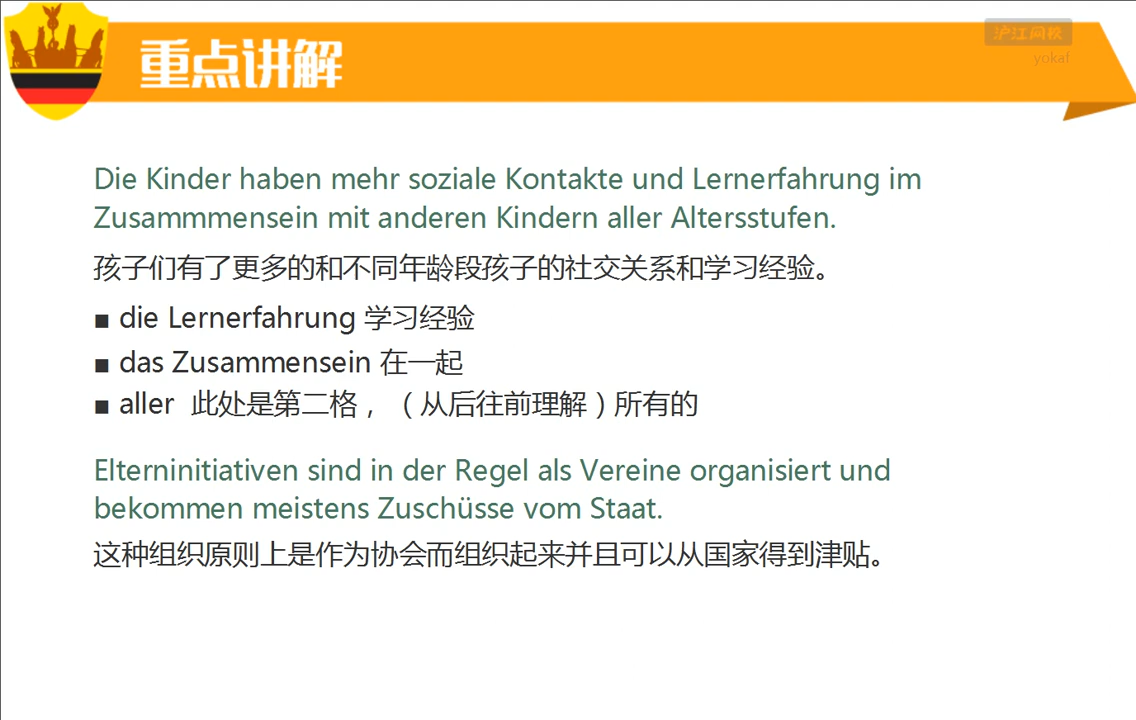 重点讲解
沪江网校
yokaf
Die Kinder haben mehr soziale Kontakte und Lernerfahrung im
Zusammmensein mit anderen Kindern aller Altersstufen.
孩子们有了更多的和不同年龄段孩子的社交关系和学习经验。
■ die Lernerfahrung 学习经验
■ das Zusammensein 在一起
■ aller 此处是第二格，（从后往前理解）所有的
Elterninitiativen sind in der Regel als Vereine organisiert und
bekommen meistens Zuschüsse vom Staat.
这种组织原则上是作为协会而组织起来并且可以从国家得到津贴。